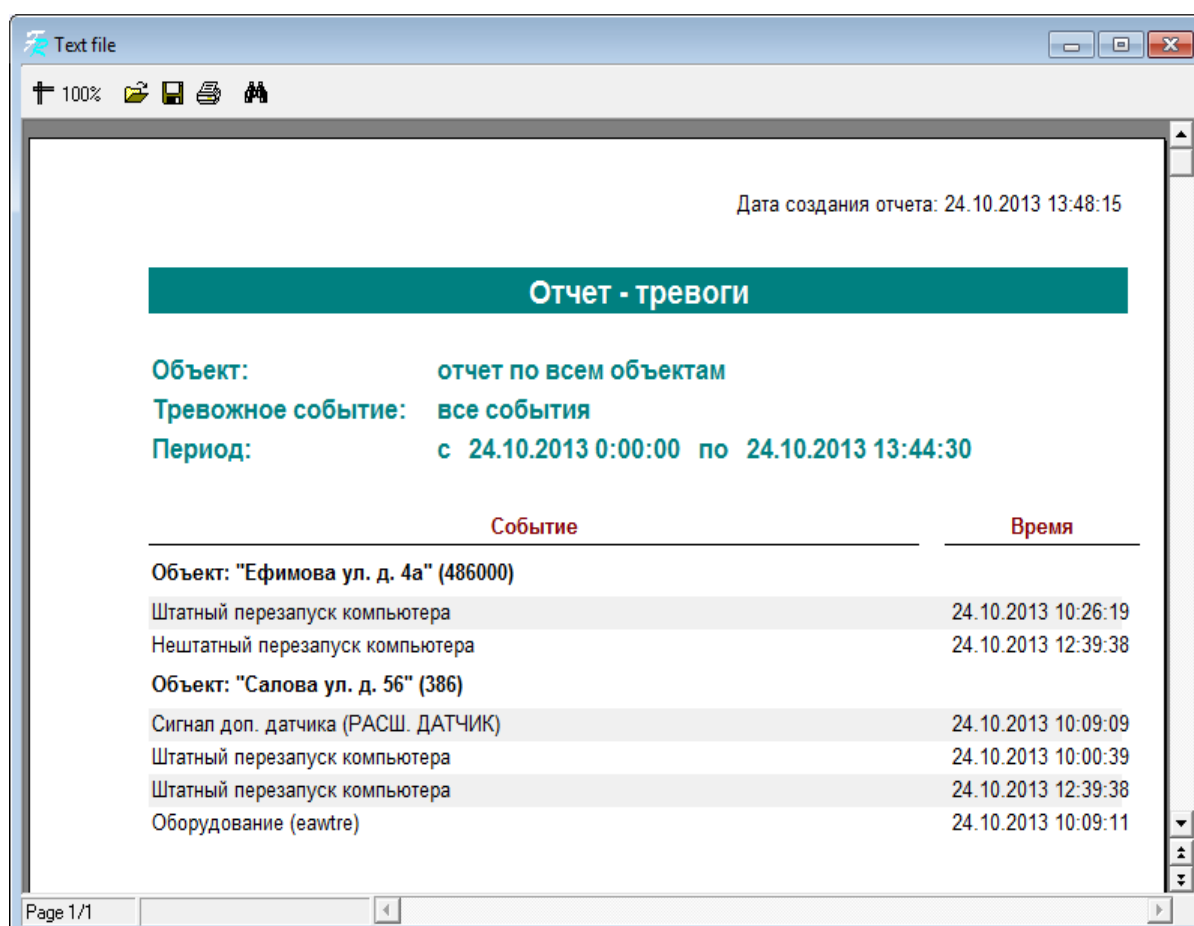 Text file
100%
Дата создания отчета: 24.10.2013 13:48:15
Отчет - тревоги
Объект: отчет по всем объектам
Тревожное событие: все события
Период: с 24.10.2013 0:00:00 по 24.10.2013 13:44:30
Событие Время
Объект: "Ефимова ул. д. 4а" (486000)
Штатный перезапуск компьютера 24.10.2013 10:26:19
Нештатный перезапуск компьютера 24.10.2013 12:39:38
Объект: "Салова ул. д. 56" (386)
Сигнал доп. датчика (РАСШ. ДАТЧИК) 24.10.2013 10:09:09
Штатный перезапуск компьютера 24.10.2013 10:00:39
Штатный перезапуск компьютера 24.10.2013 12:39:38
Оборудование (eawtre) 24.10.2013 10:09:11
Page 1/1